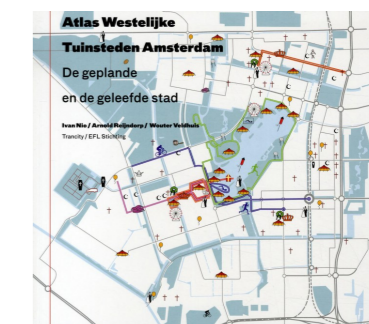 Atlas Westelijke
Tuinsteden Amsterdam
De geplande
en de geleefde stad
Ivan Nio / Arnold Reijndorp / Wouter Veldhuis
Trancity / EFL Stichting